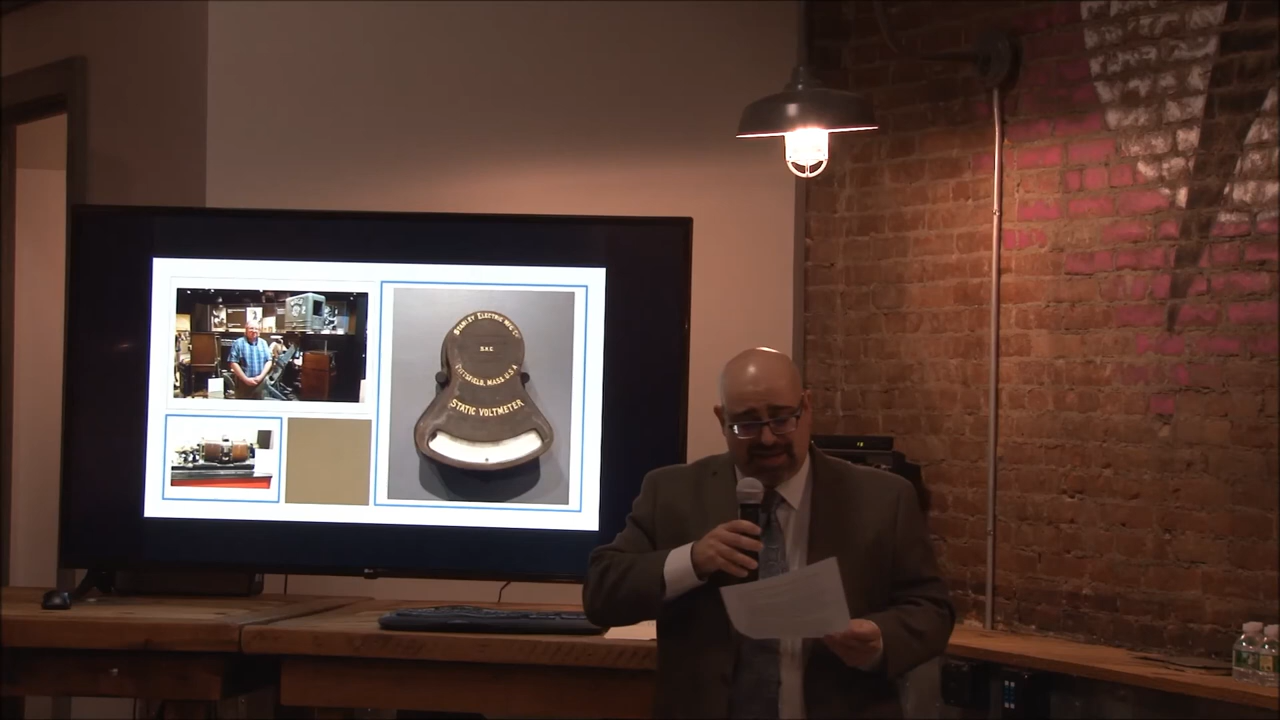 STANLEY ELECTRIC MFG CO.
S.K.C.
PITTSFIELD, MASS U.S.A.
STATIC VOLTMETER